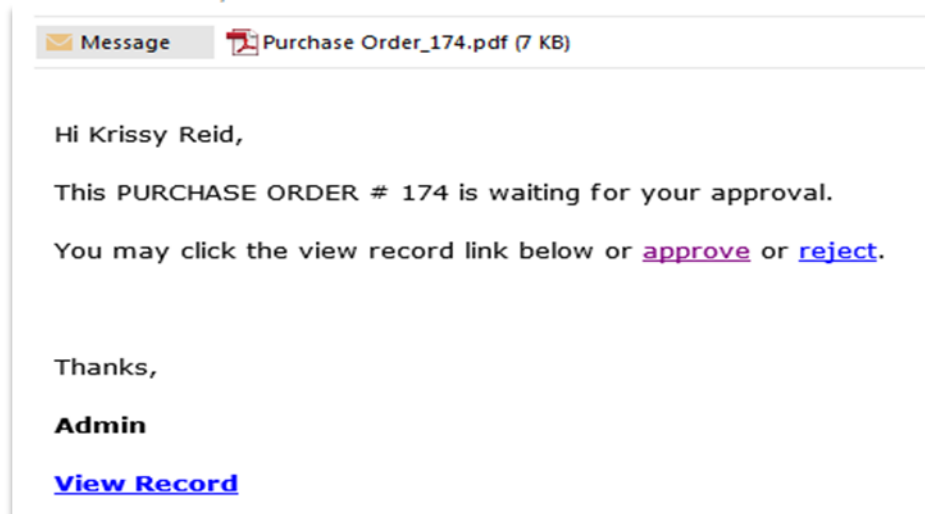 Message Purchase Order_174.pdf (7 KB)
Hi Krissy Reid,
This PURCHASE ORDER # 174 is waiting for your approval.
You may click the view record link below or approve or reject.
Thanks,
Admin
View Record